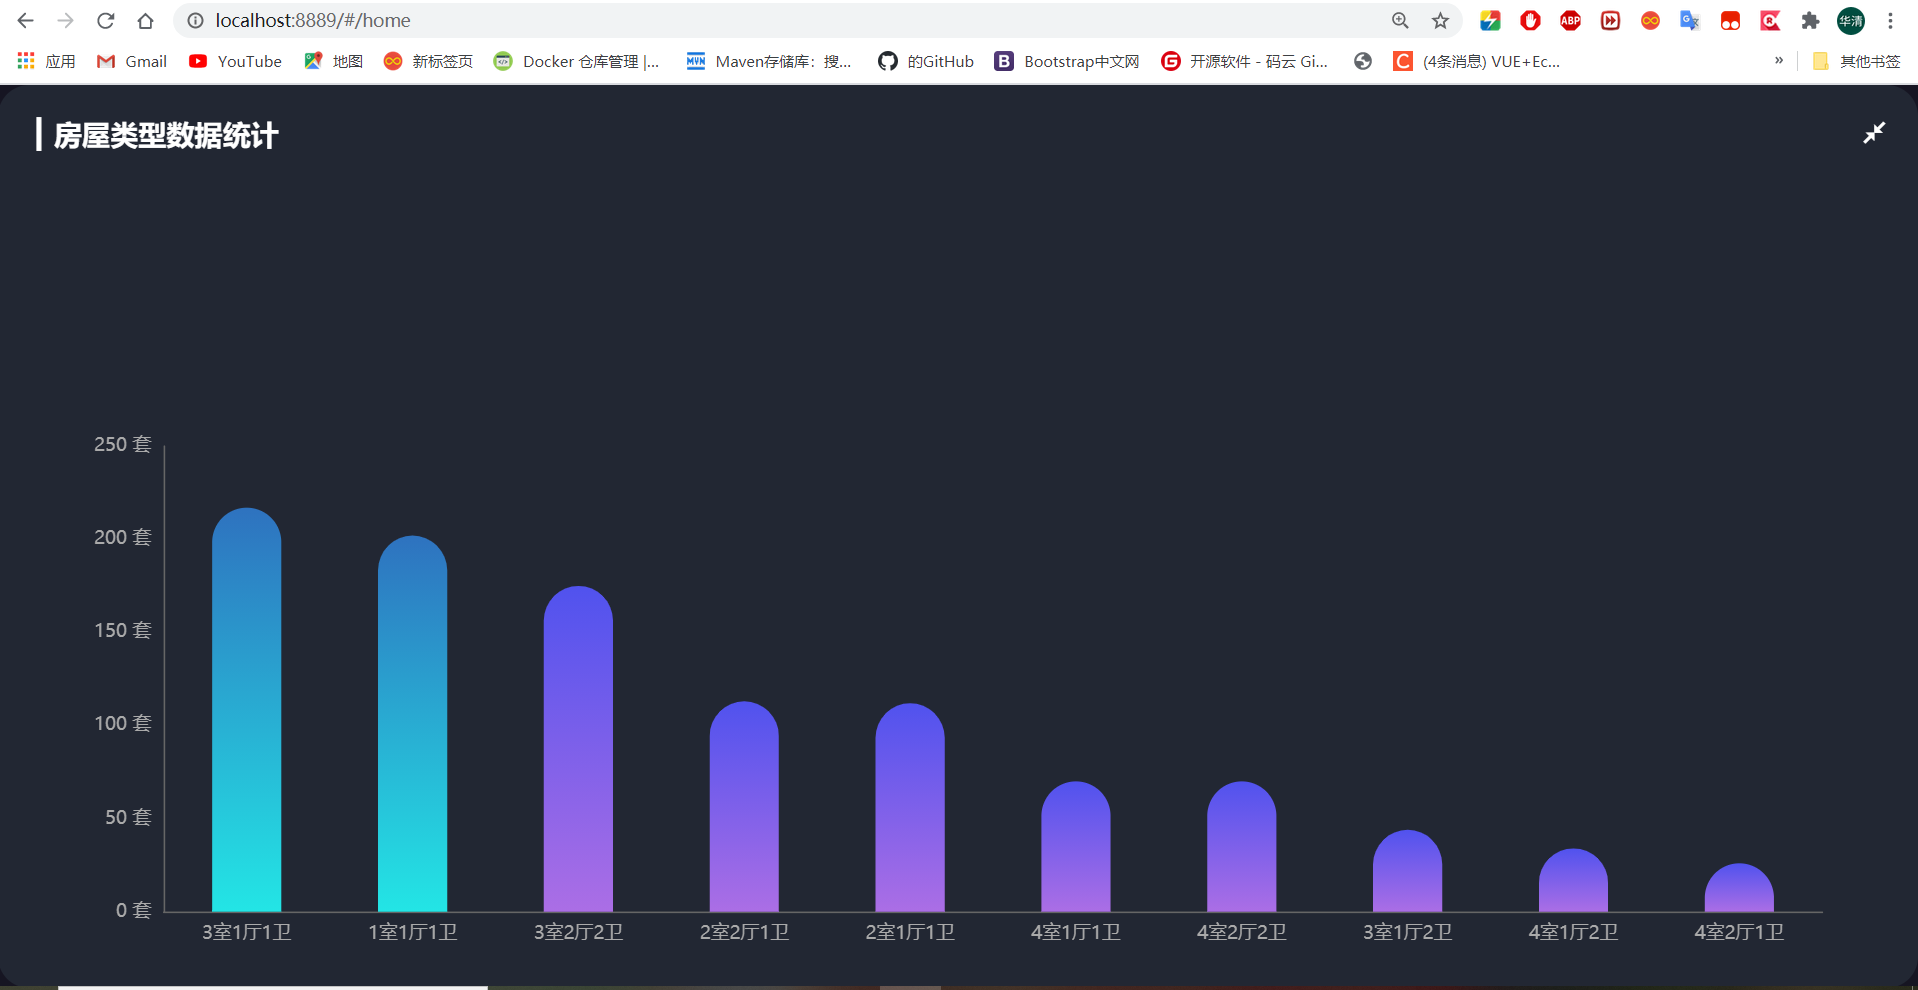 localhost:8889/#/home
ABP
华清
应用 Gmail YouTube 地图 新标签页 Docker 仓库管理 |... Maven存储库：搜... 的GitHub Bootstrap中文网 开源软件 - 码云 Gi... (4条消息) VUE+Ec... » 其他书签
房屋类型数据统计
250 套
200 套
150 套
100 套
50 套
0 套
3室1厅1卫 1室1厅1卫 3室2厅2卫 2室2厅1卫 2室1厅1卫 4室1厅1卫 4室2厅2卫 3室1厅2卫 4室1厅2卫 4室2厅1卫